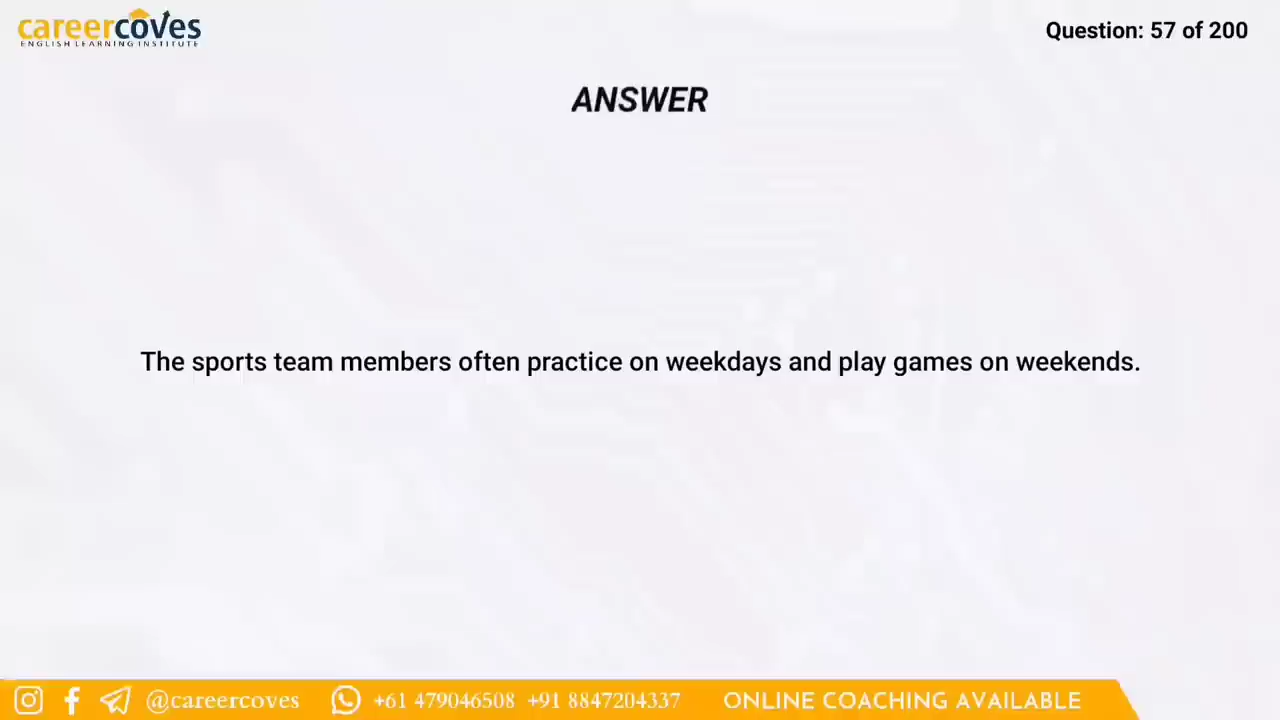 careercoves
ENGLISH LEARNING INSTITUTE
Question: 57 of 200
ANSWER
The sports team members often practice on weekdays and play games on weekends.
@careercoves +61 479046508 +91 8847204337 ONLINE COACHING AVAILABLE